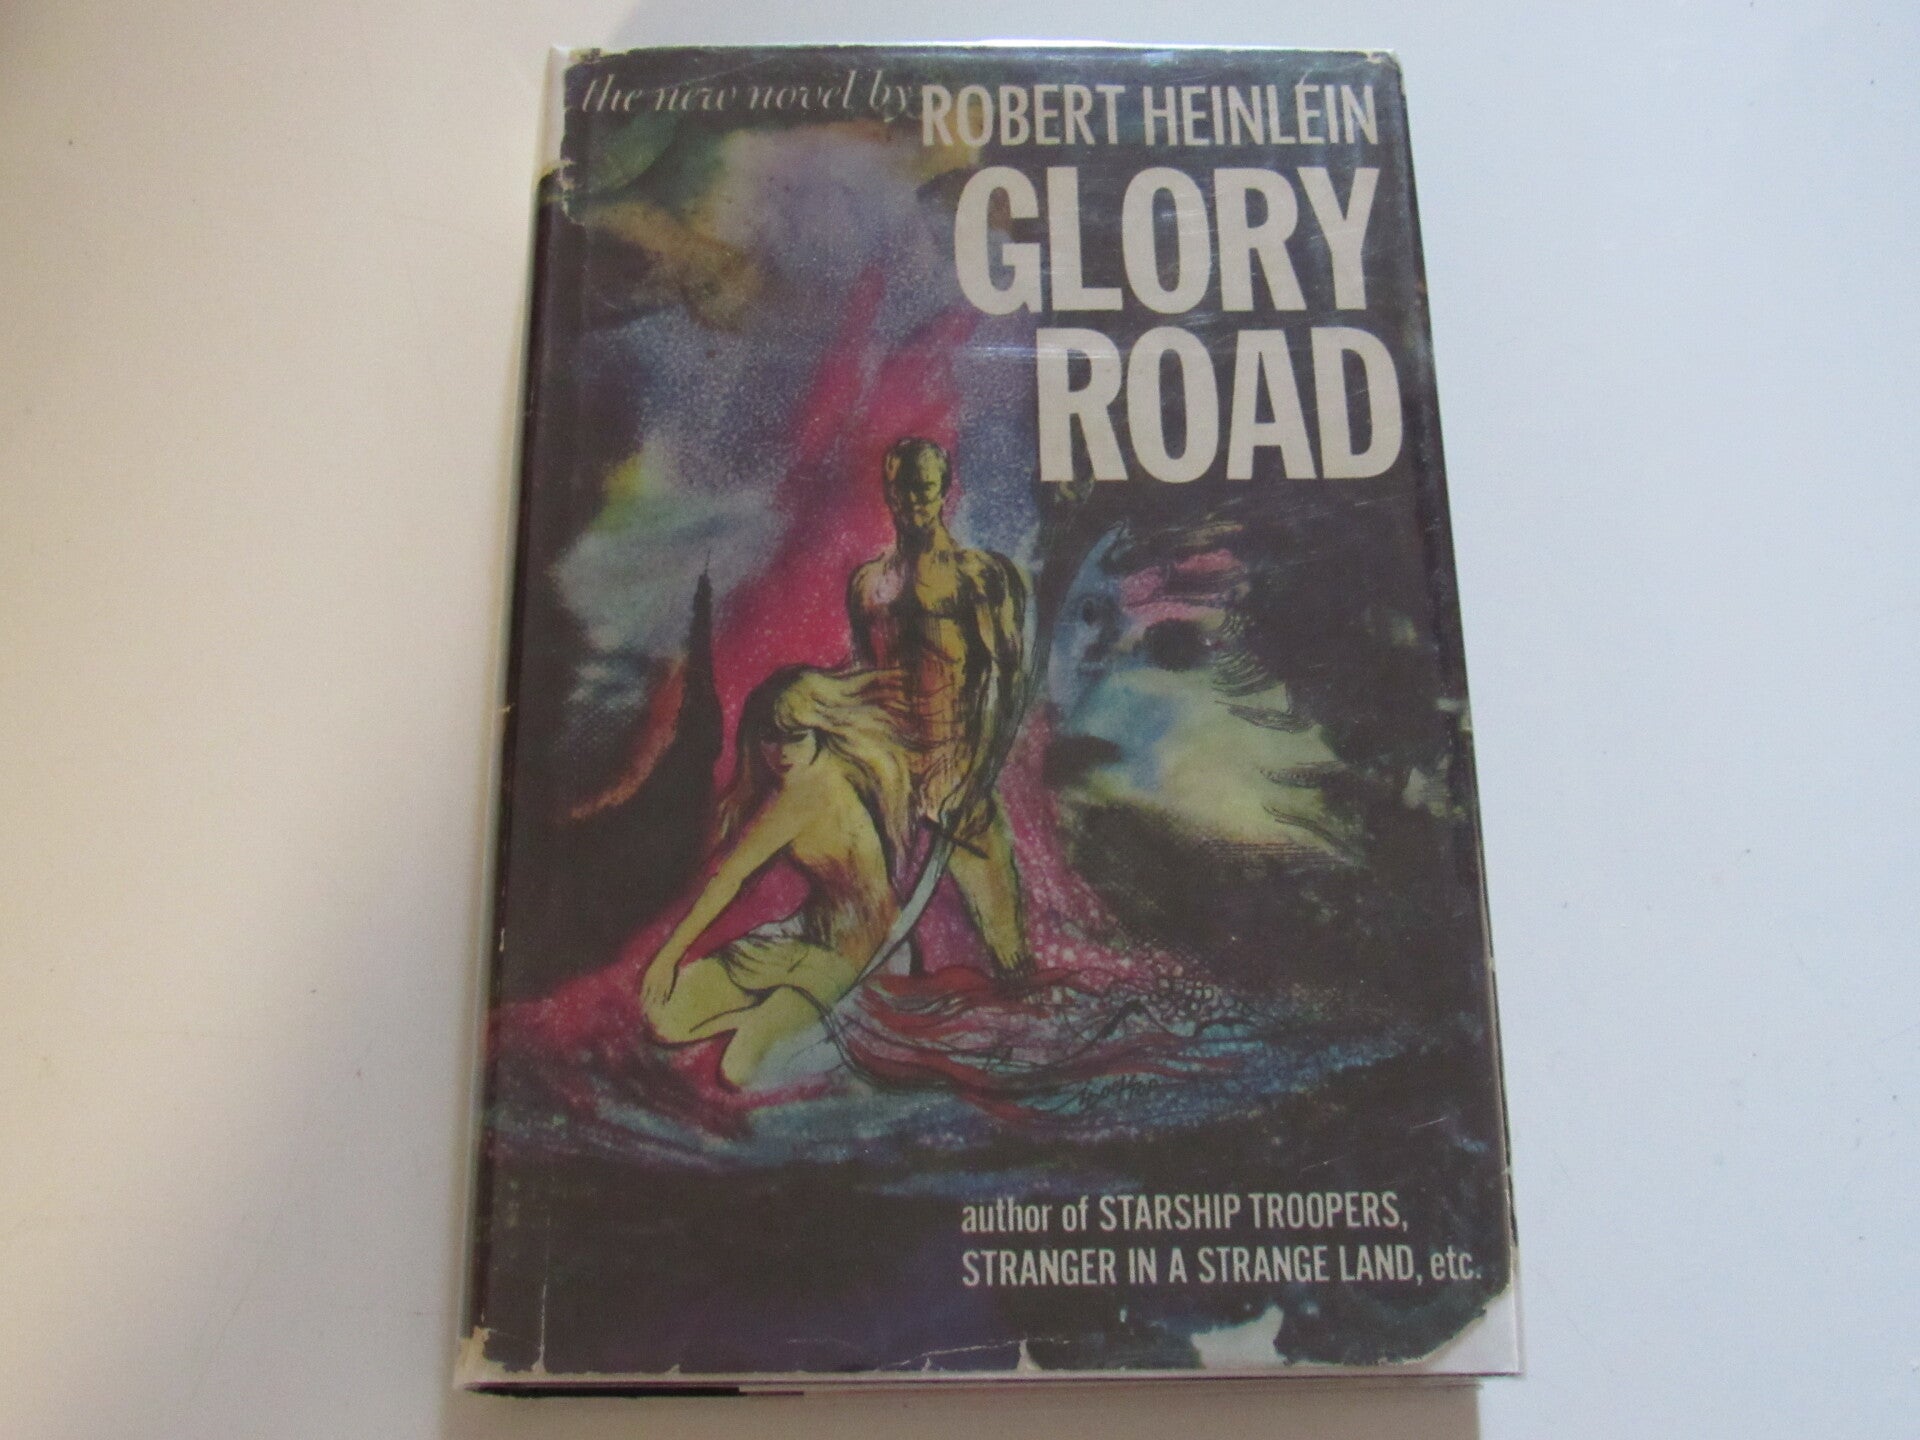 the new novel by ROBERT HEINLEIN
GLORY
ROAD
author of STARSHIP TROOPERS,
STRANGER IN A STRANGE LAND, etc.